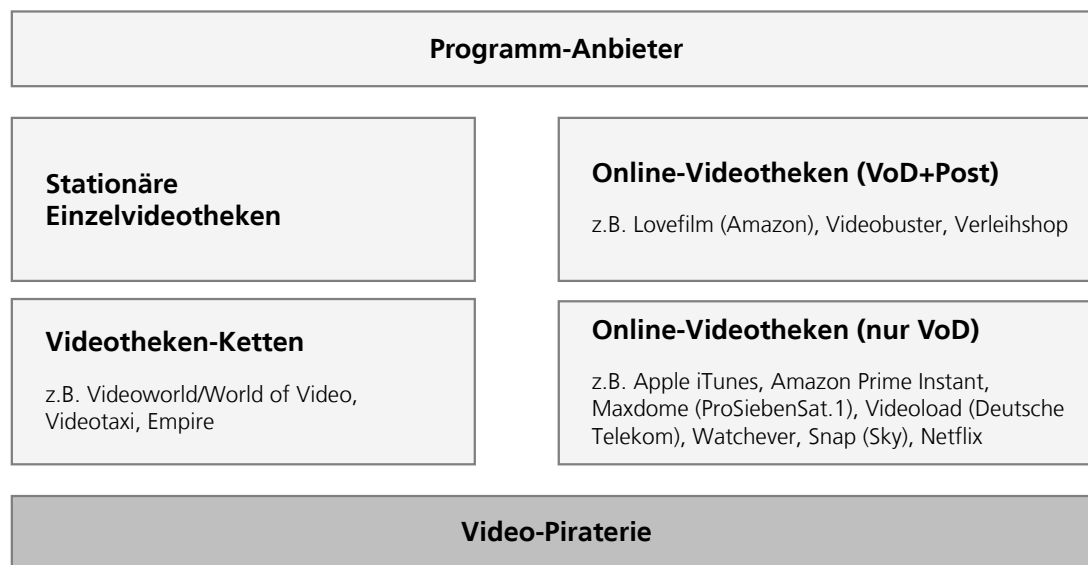 Programm-Anbieter
Stationäre
Einzelvideotheken
Online-Videotheken (VoD+Post)
z.B. Lovefilm (Amazon), Videobuster, Verleihshop
Videotheken-Ketten
z.B. Videoworld/World of Video,
Videotaxi, Empire
Online-Videotheken (nur VoD)
z.B. Apple iTunes, Amazon Prime Instant,
Maxdome (ProSiebenSat.1), Videoload (Deutsche
Telekom), Watchever, Snap (Sky), Netflix
Video-Piraterie